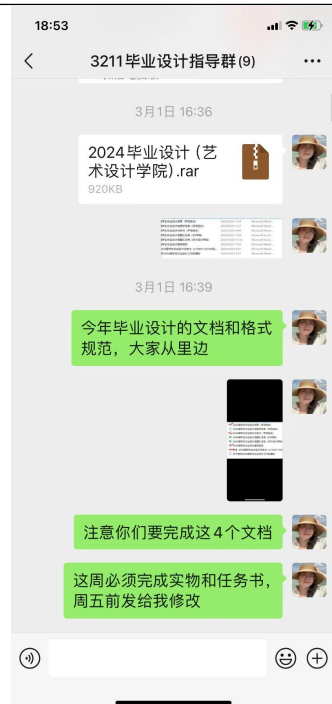 18:53
3211毕业设计指导群(9)
3月1日 16:36
2024毕业设计（艺
术设计学院).rar
920KB
3月1日 16:39
今年毕业设计的文档和格式
规范，大家从里边
注意你们要完成这4个文档
这周必须完成实物和任务书，
周五前发给我修改